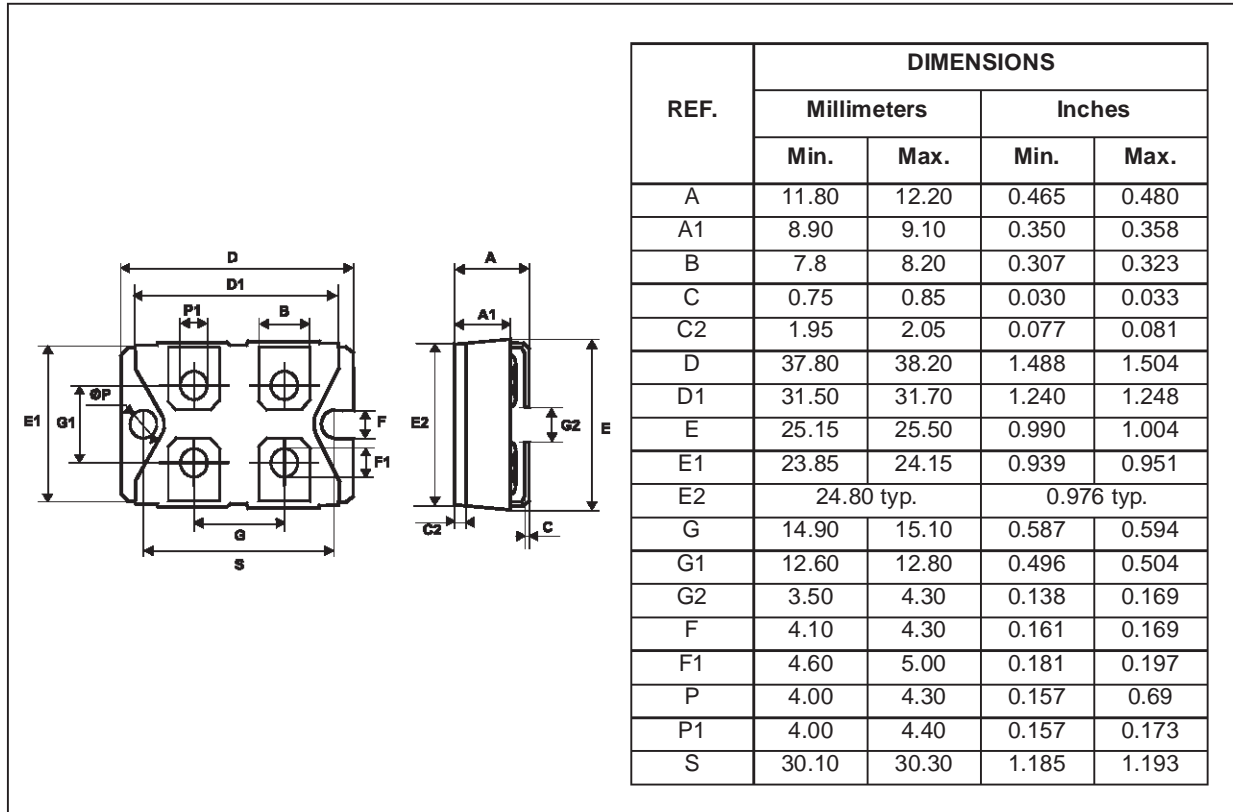 D
D1
P1
B
A
A1
ØP
E1
G1
F
F1
G
S
E2
G2
E
C2
C
REF.
DIMENSIONS
Millimeters Inches
Min. Max. Min. Max.
A 11.80 12.20 0.465 0.480
A1 8.90 9.10 0.350 0.358
B 7.8 8.20 0.307 0.323
C 0.75 0.85 0.030 0.033
C2 1.95 2.05 0.077 0.081
D 37.80 38.20 1.488 1.504
D1 31.50 31.70 1.240 1.248
E 25.15 25.50 0.990 1.004
E1 23.85 24.15 0.939 0.951
E2 24.80 typ. 0.976 typ.
G 14.90 15.10 0.587 0.594
G1 12.60 12.80 0.496 0.504
G2 3.50 4.30 0.138 0.169
F 4.10 4.30 0.161 0.169
F1 4.60 5.00 0.181 0.197
P 4.00 4.30 0.157 0.69
P1 4.00 4.40 0.157 0.173
S 30.10 30.30 1.185 1.193